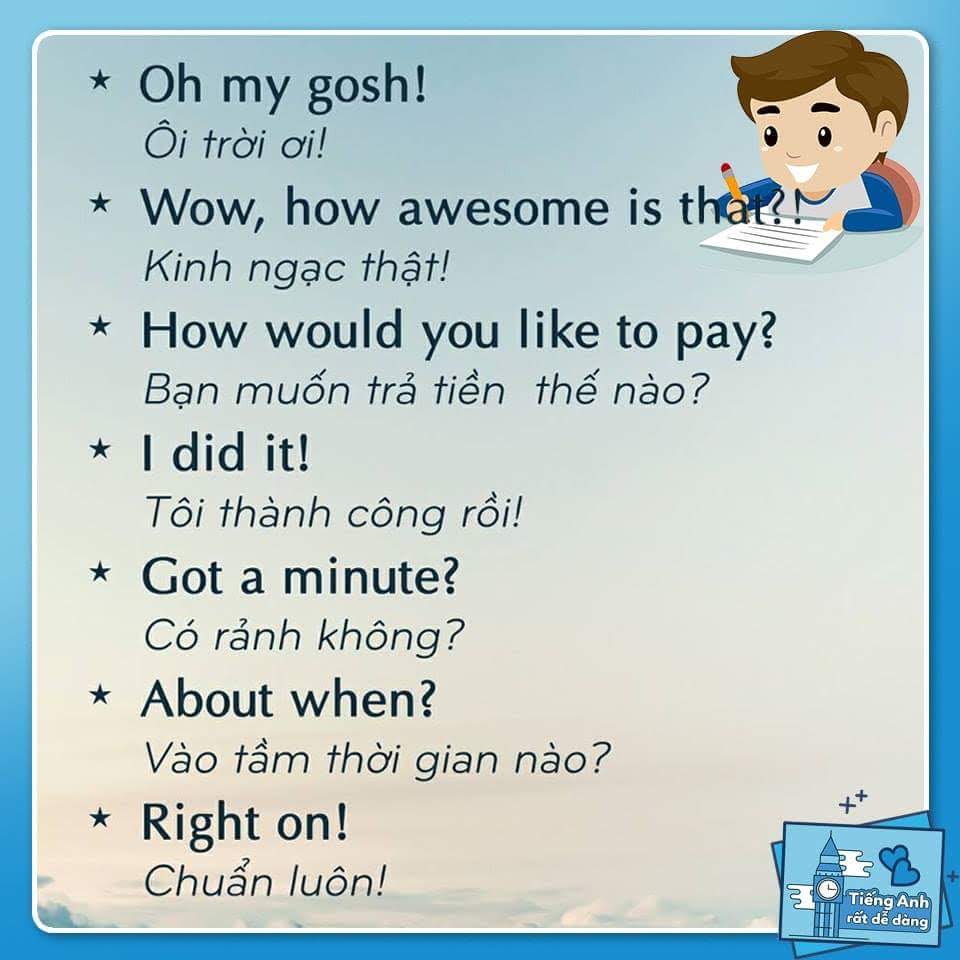 ★ Oh my gosh!
Ôi trời ơi!
★ Wow, how awesome is that?!
Kinh ngạc thật!
★ How would you like to pay?
Bạn muốn trả tiền thế nào?
★ I did it!
Tôi thành công rồi!
★ Got a minute?
Có rảnh không?
★ About when?
Vào tầm thời gian nào?
★ Right on!
Chuẩn luôn!
Tiếng Anh
rất dễ dàng